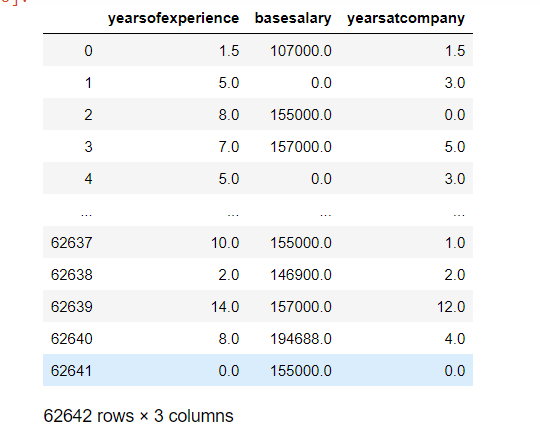 yearsofexperience basesalary yearsatcompany
0 1.5 107000.0 1.5
1 5.0 0.0 3.0
2 8.0 155000.0 0.0
3 7.0 157000.0 5.0
4 5.0 0.0 3.0
... ... ... ...
62637 10.0 155000.0 1.0
62638 2.0 146900.0 2.0
62639 14.0 157000.0 12.0
62640 8.0 194688.0 4.0
62641 0.0 155000.0 0.0
62642 rows × 3 columns